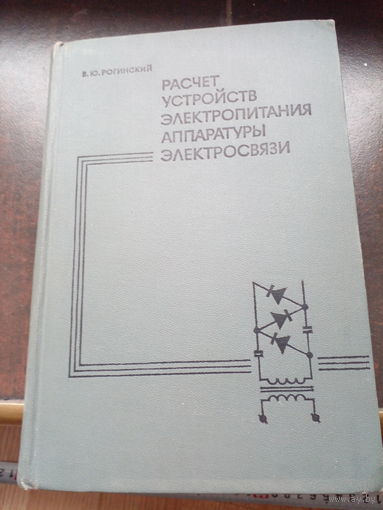 В. Ю. РОГИНСКИЙ
РАСЧЕТ
УСТРОЙСТВ
ЭЛЕКТРОПИТАНИЯ
АППАРАТУРЫ
ЭЛЕКТРОСВЯЗИ